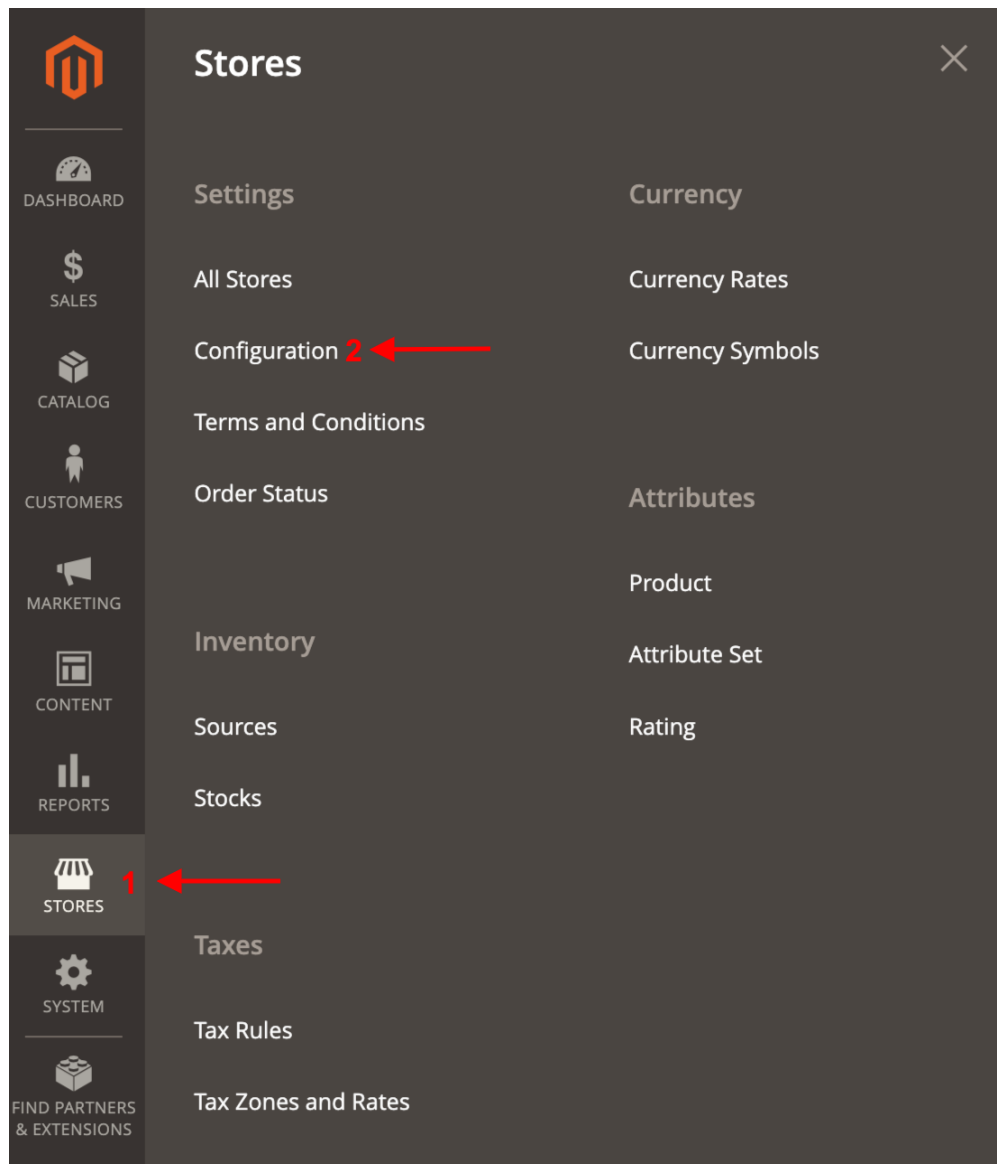 Stores
DASHBOARD
SALES
CATALOG
CUSTOMERS
MARKETING
CONTENT
REPORTS
STORES 1
SYSTEM
FIND PARTNERS
& EXTENSIONS
Settings
All Stores
Configuration 2
Terms and Conditions
Order Status
Inventory
Sources
Stocks
Taxes
Tax Rules
Tax Zones and Rates
Currency
Currency Rates
Currency Symbols
Attributes
Product
Attribute Set
Rating